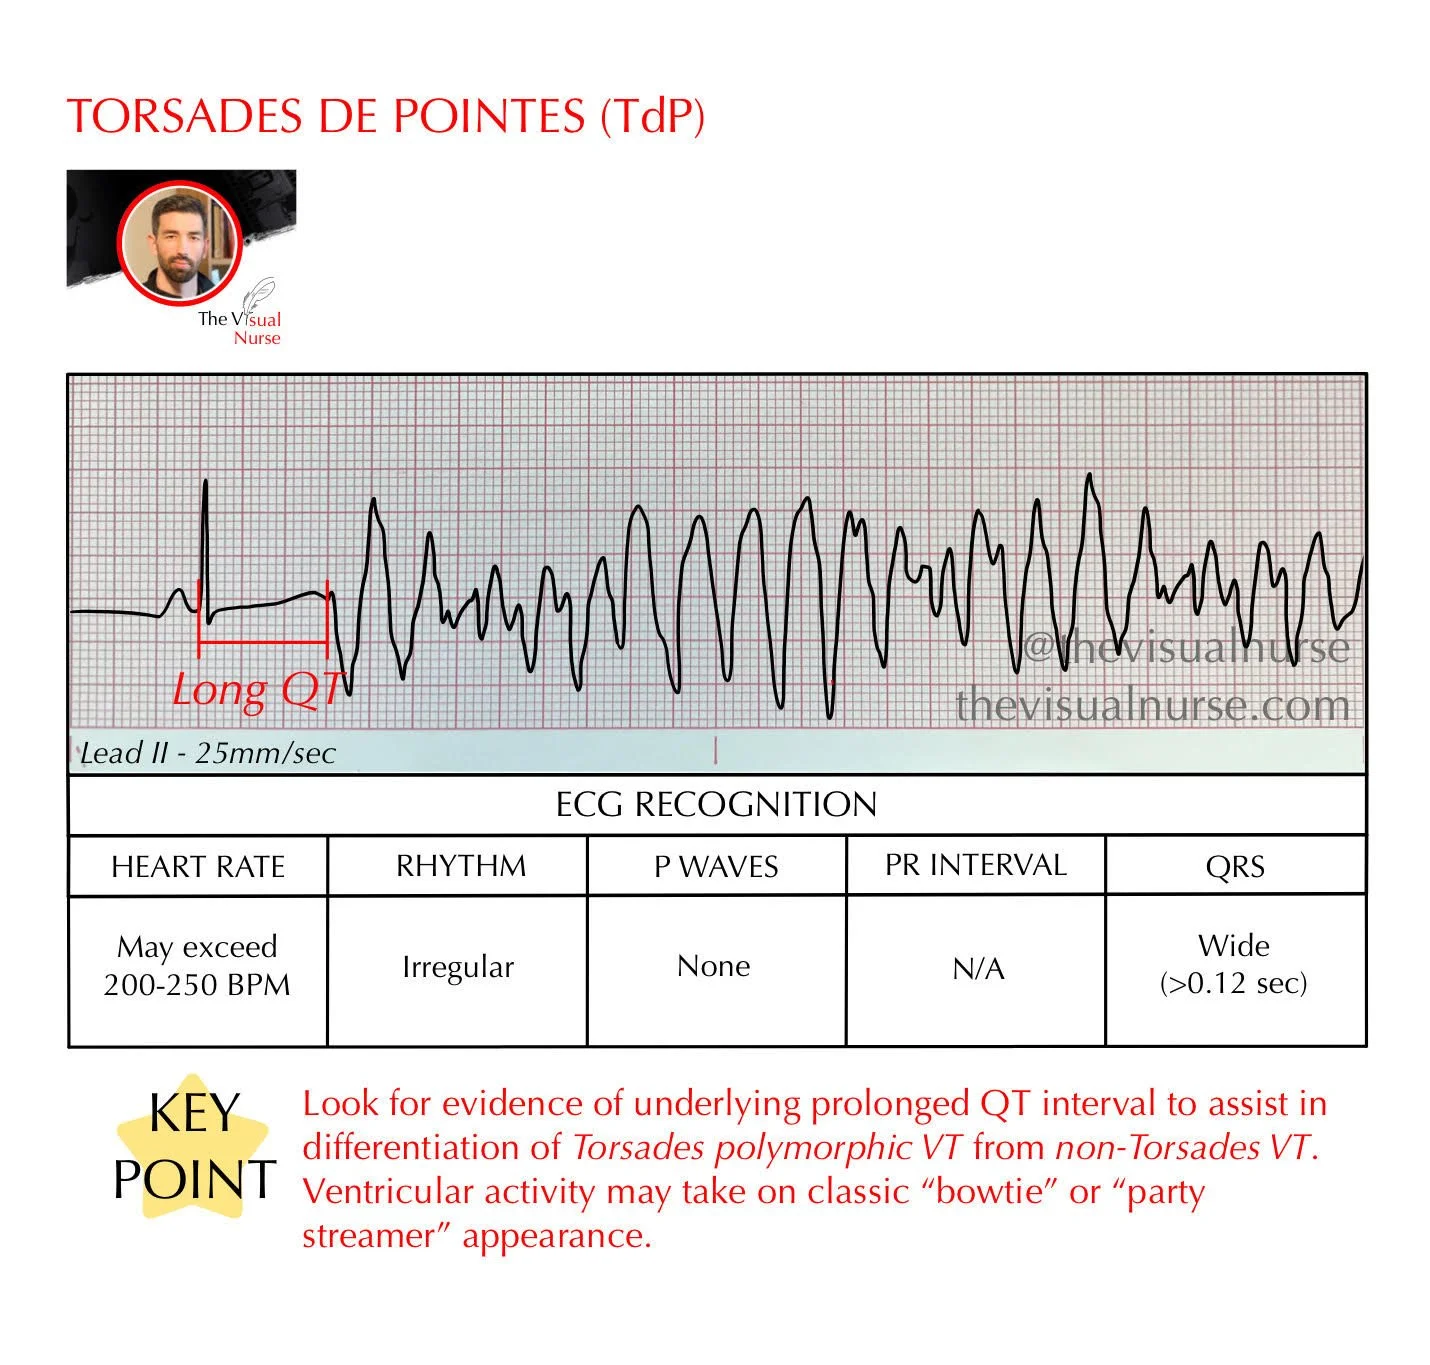 TORSADES DE POINTES (TdP)
The Visual
Nurse
Long QT
@thevisualnurse
thevisualnurse.com
Lead II - 25mm/sec
ECG RECOGNITION
HEART RATE
RHYTHM
P WAVES
PR INTERVAL
QRS
May exceed
200-250 BPM
Irregular
None
N/A
Wide
(>0.12 sec)
KEY
POINT
Look for evidence of underlying prolonged QT interval to assist in
differentiation of Torsades polymorphic VT from non-Torsades VT.
Ventricular activity may take on classic “bowtie” or “party
streamer” appearance.